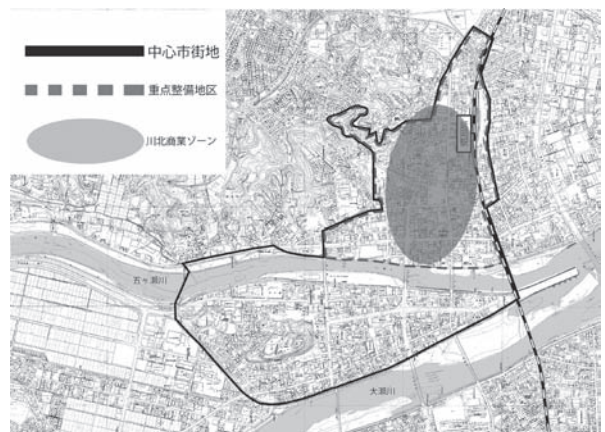 中心市街地
重点整備地区
川北商業ゾーン
五ヶ瀬川
大瀬川